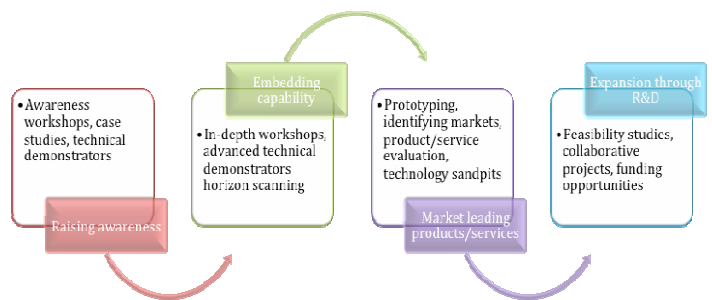 • Awareness
workshops, case
studies, technical
demonstrators
Raising awareness
Embedding
capability
• In-depth workshops,
advanced technical
demonstrators
horizon scanning
• Prototyping,
identifying markets,
product/service
evaluation,
technology sandpits
Market leading
products/services
Expansion through
R&D
• Feasibility studies,
collaborative
projects, funding
opportunities